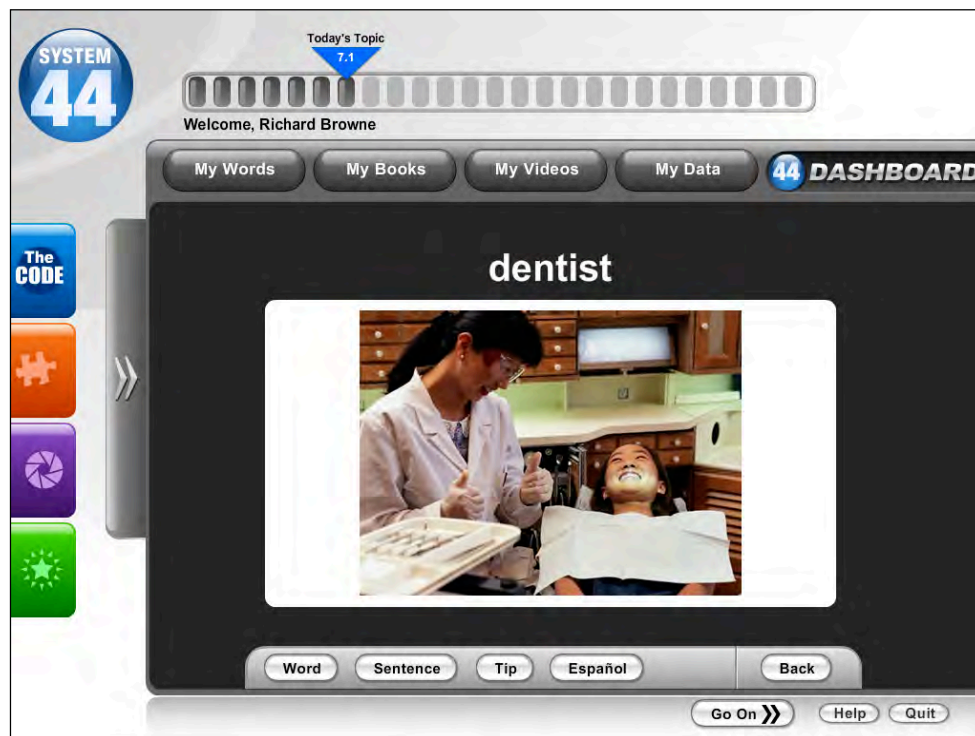 Today's Topic
7.1
SYSTEM
44
Welcome, Richard Browne
My Words My Books My Videos My Data 44 DASHBOARD
The
CODE
dentist
Word Sentence Tip Español Back
Go On Help Quit